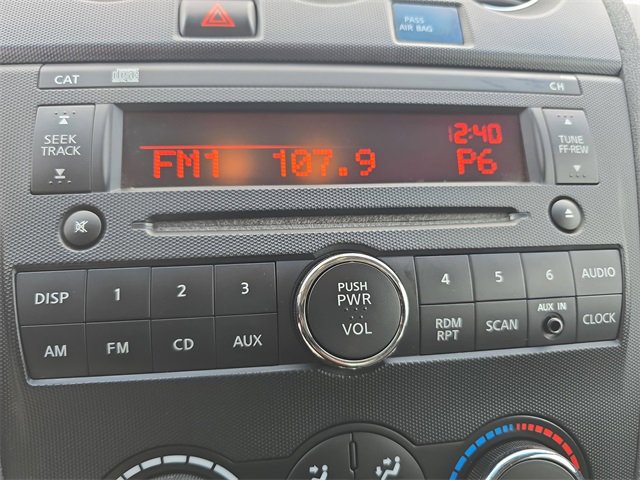 PASS
AIR BAG
CAT
CH
SEEK
TRACK
12:40
FM1 107.9 P6
TUNE
FF·REW
DISP 1 2 3
PUSH
PWR
VOL
4 5 6 AUDIO
AM FM CD AUX
RDM
RPT
SCAN
AUX IN
CLOCK